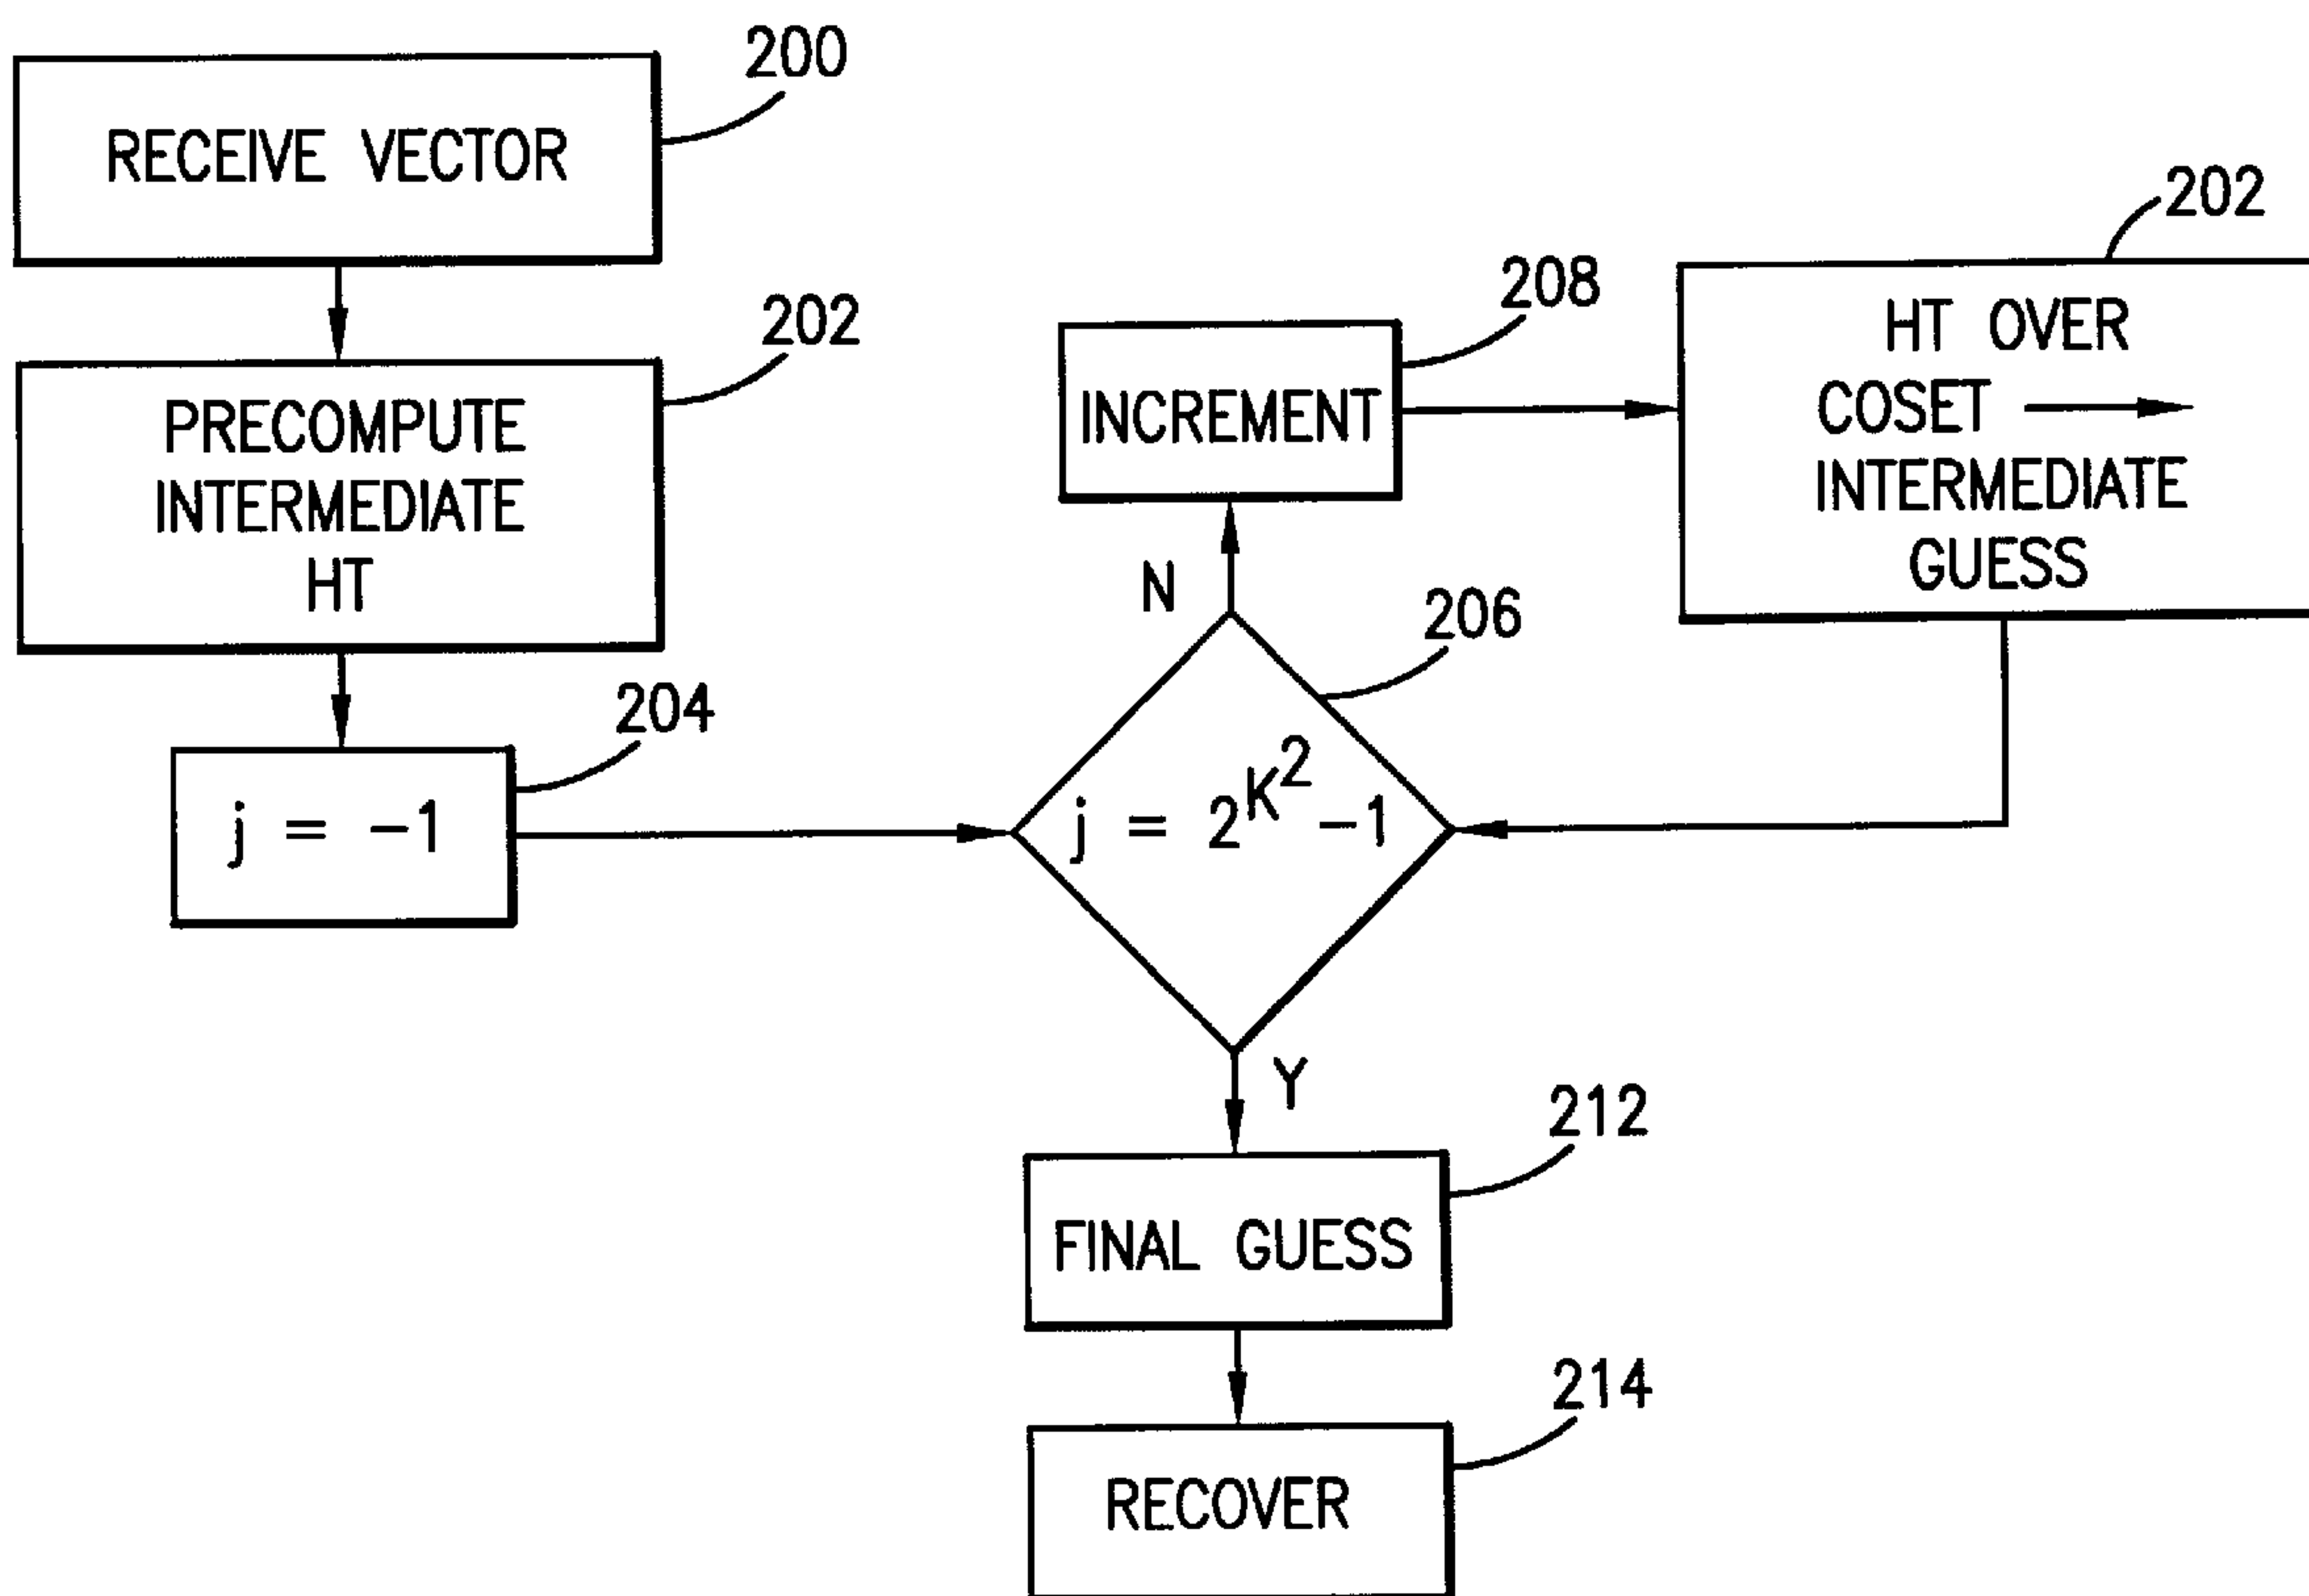 200
RECEIVE VECTOR
202
PRECOMPUTE
INTERMEDIATE
HT
204
j = -1
206
j = 2^K^2 -1
N
Y
208
INCREMENT
202
HT OVER
COSET →
INTERMEDIATE
GUESS
212
FINAL GUESS
214
RECOVER